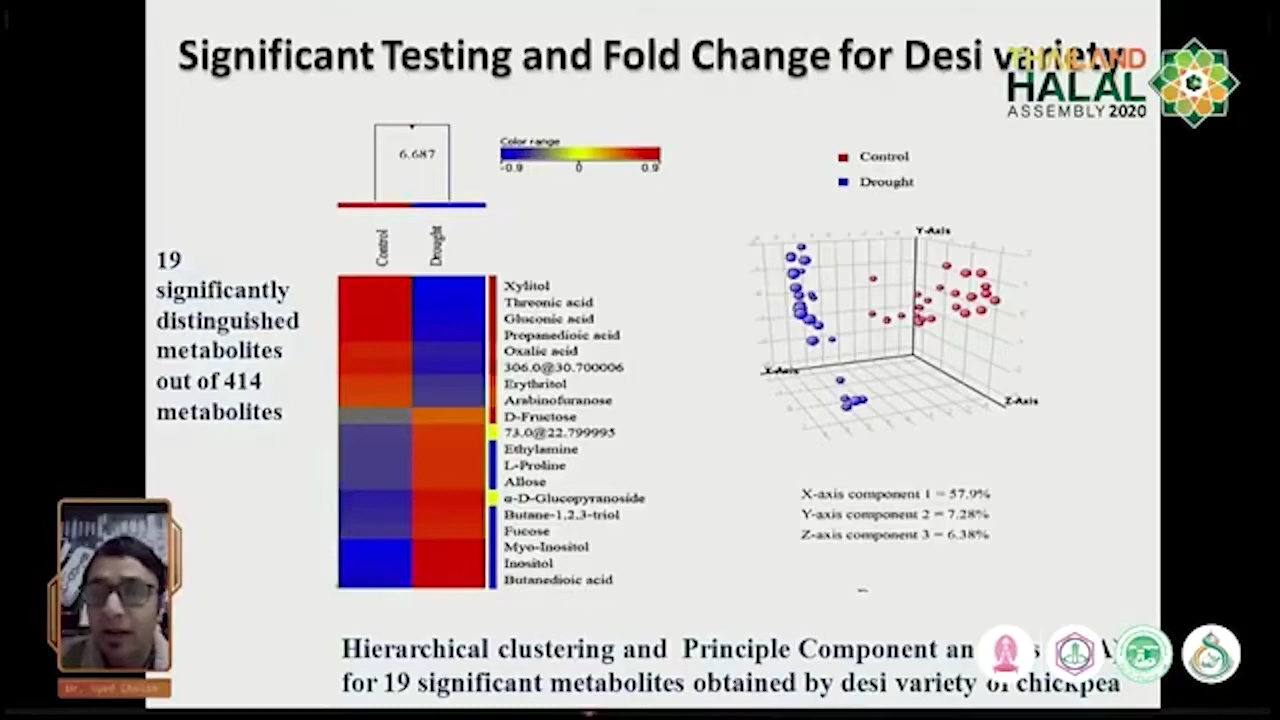 Significant Testing and Fold Change for Desi variety
THAILAND
HALAL
ASSEMBLY 2020
6.687
Color range
-0.9 0 0.9
Control
Drought
Control
Drought
19
significantly
distinguished
metabolites
out of 414
metabolites
Xylitol
Threonic acid
Gluconic acid
Propanedioic acid
Oxalic acid
306.0@30.700006
Erythritol
Arabinofuranose
D-Fructose
73.0@22.799995
Ethylamine
L-Proline
Allose
α-D-Glucopyranoside
Butane-1,2,3-triol
Fucose
Myo-Inositol
Inositol
Butanedioic acid
Y-Axis
X-Axis
Z-Axis
X-axis component 1 = 57.9%
Y-axis component 2 = 7.28%
Z-axis component 3 = 6.38%
Dr. Syed
Hierarchical clustering and Principle Component
for 19 significant metabolites obtained by desi variety of chickpea